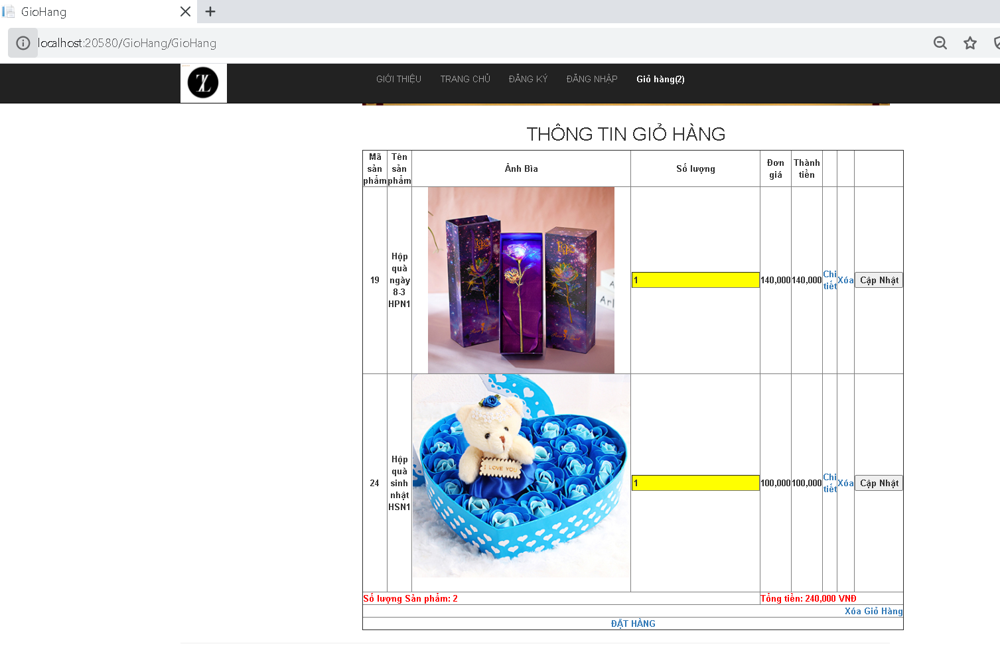 GioHang
localhost:20580/GioHang/GioHang
GIỚI THIỆU TRANG CHỦ ĐĂNG KÝ ĐĂNG NHẬP Giỏ hàng(2)
THÔNG TIN GIỎ HÀNG
Mã sản phẩm Tên sản phẩm Ảnh Bìa Số lượng Đơn giá Thành tiền
19 Hộp quà ngày 8-3 HPN1 1 140,000 140,000 Chi tiết Xóa Cập Nhật
I LOVE YOU
24 Hộp quà sinh nhật HSN1 1 100,000 100,000 Chi tiết Xóa Cập Nhật
Số lượng Sản phẩm: 2 Tổng tiền: 240,000 VNĐ
Xóa Giỏ Hàng
ĐẶT HÀNG